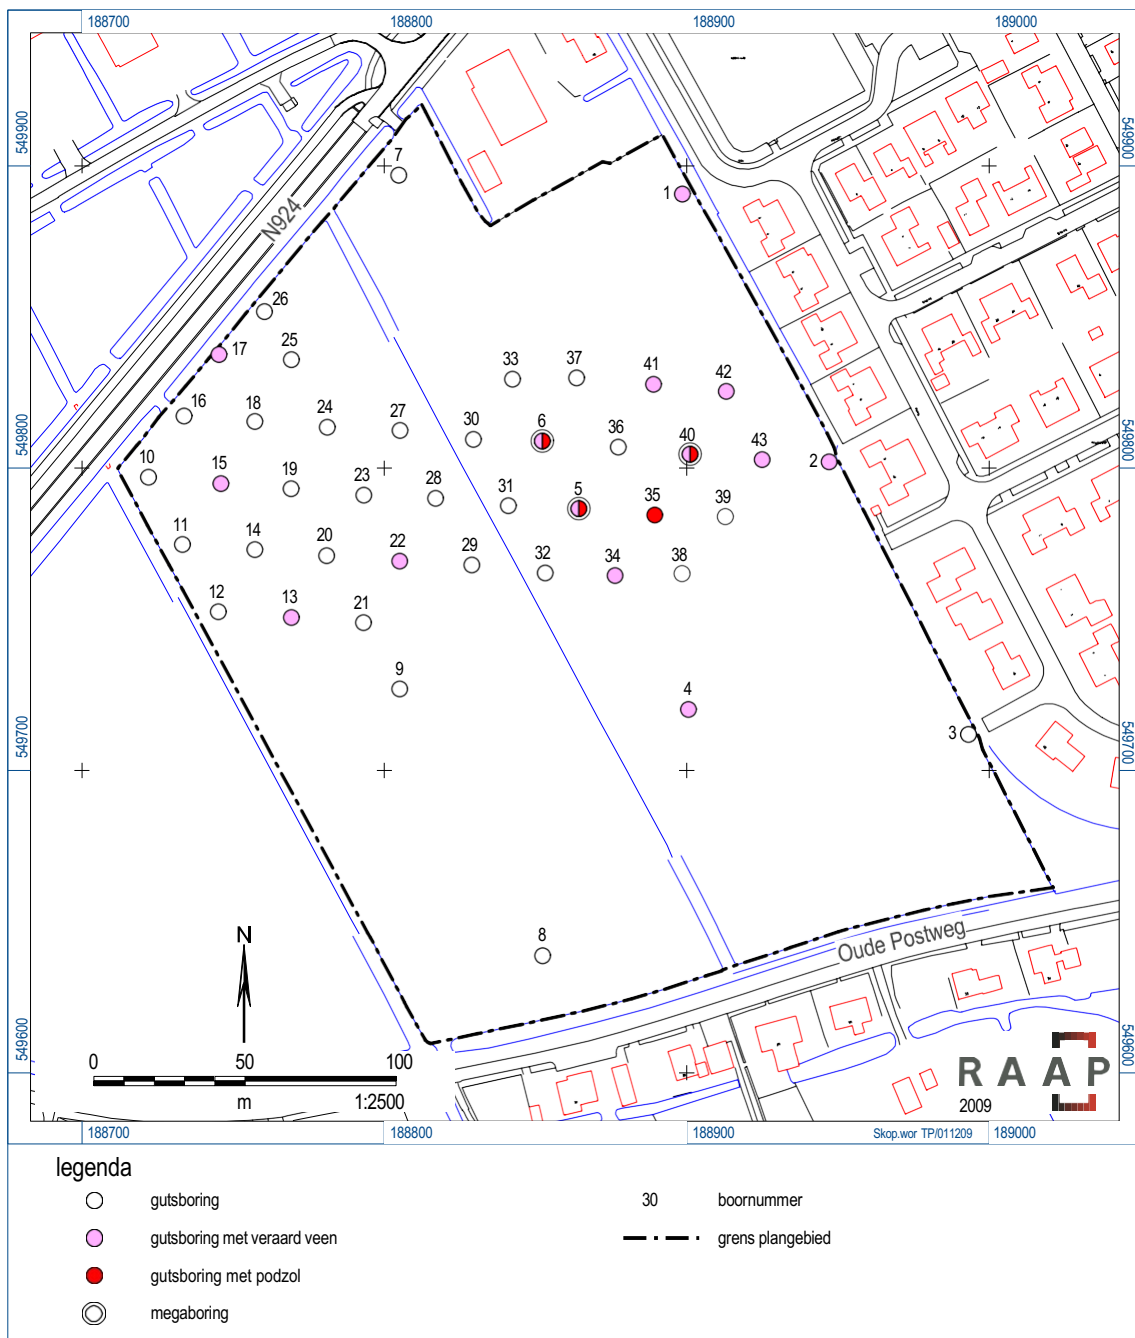 188700 188800 188900 189000
549900 549900
7
1
N924
26
17 25
33 37 41 42
16 18 24 27 30 6 36 40 43 2
549800 549800
10 15 19 23 28 31 5 35 39
11 14 20 22 29 32 34 38
12 13 21
9 4
3
549700 549700
8
Oude Postweg
N
0 50 100
m 1:2500
549600 549600
RAAP
2009
188700 188800 188900 Skop.wor TP/011209 189000
legenda
gutsboring
30 boornummer
gutsboring met veraard veen
grens plangebied
gutsboring met podzol
megaboring